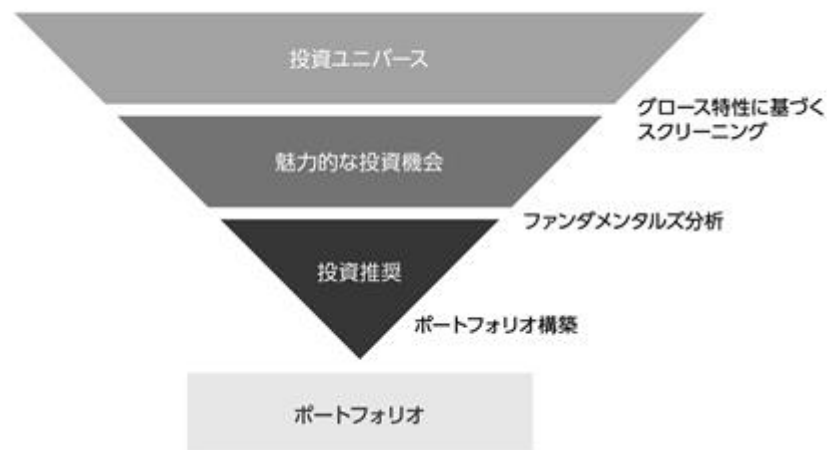 投資ユニバース
グロース特性に基づく
スクリーニング
魅力的な投資機会
ファンダメンタルズ分析
投資推奨
ポートフォリオ構築
ポートフォリオ